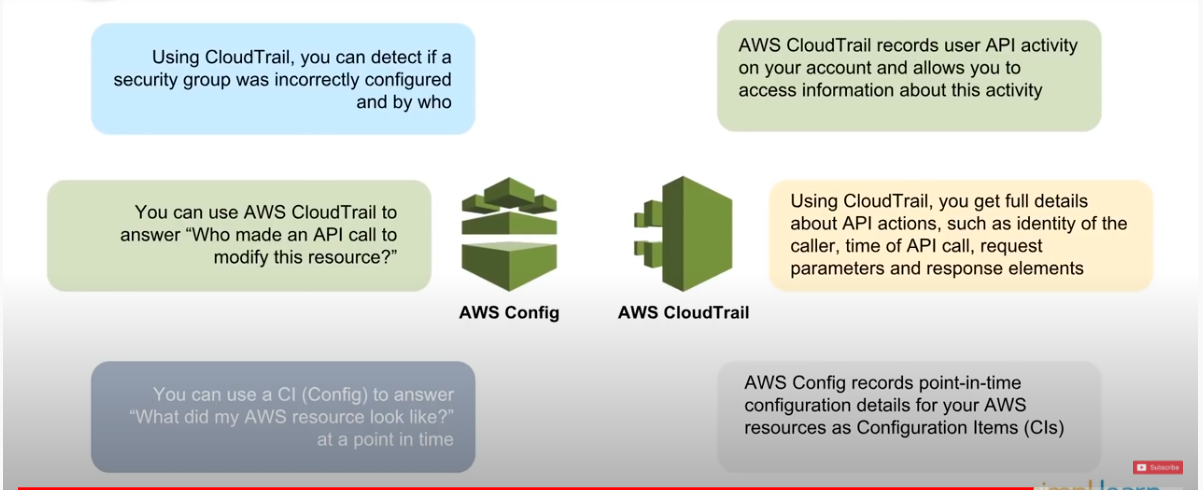 Using CloudTrail, you can detect if a
security group was incorrectly configured
and by who
AWS CloudTrail records user API activity
on your account and allows you to
access information about this activity
You can use AWS CloudTrail to
answer “Who made an API call to
modify this resource?”
AWS Config
AWS CloudTrail
Using CloudTrail, you get full details
about API actions, such as identity of the
caller, time of API call, request
parameters and response elements
You can use a CI (Config) to answer
“What did my AWS resource look like?”
at a point in time
AWS Config records point-in-time
configuration details for your AWS
resources as Configuration Items (CIs)
Subscribe